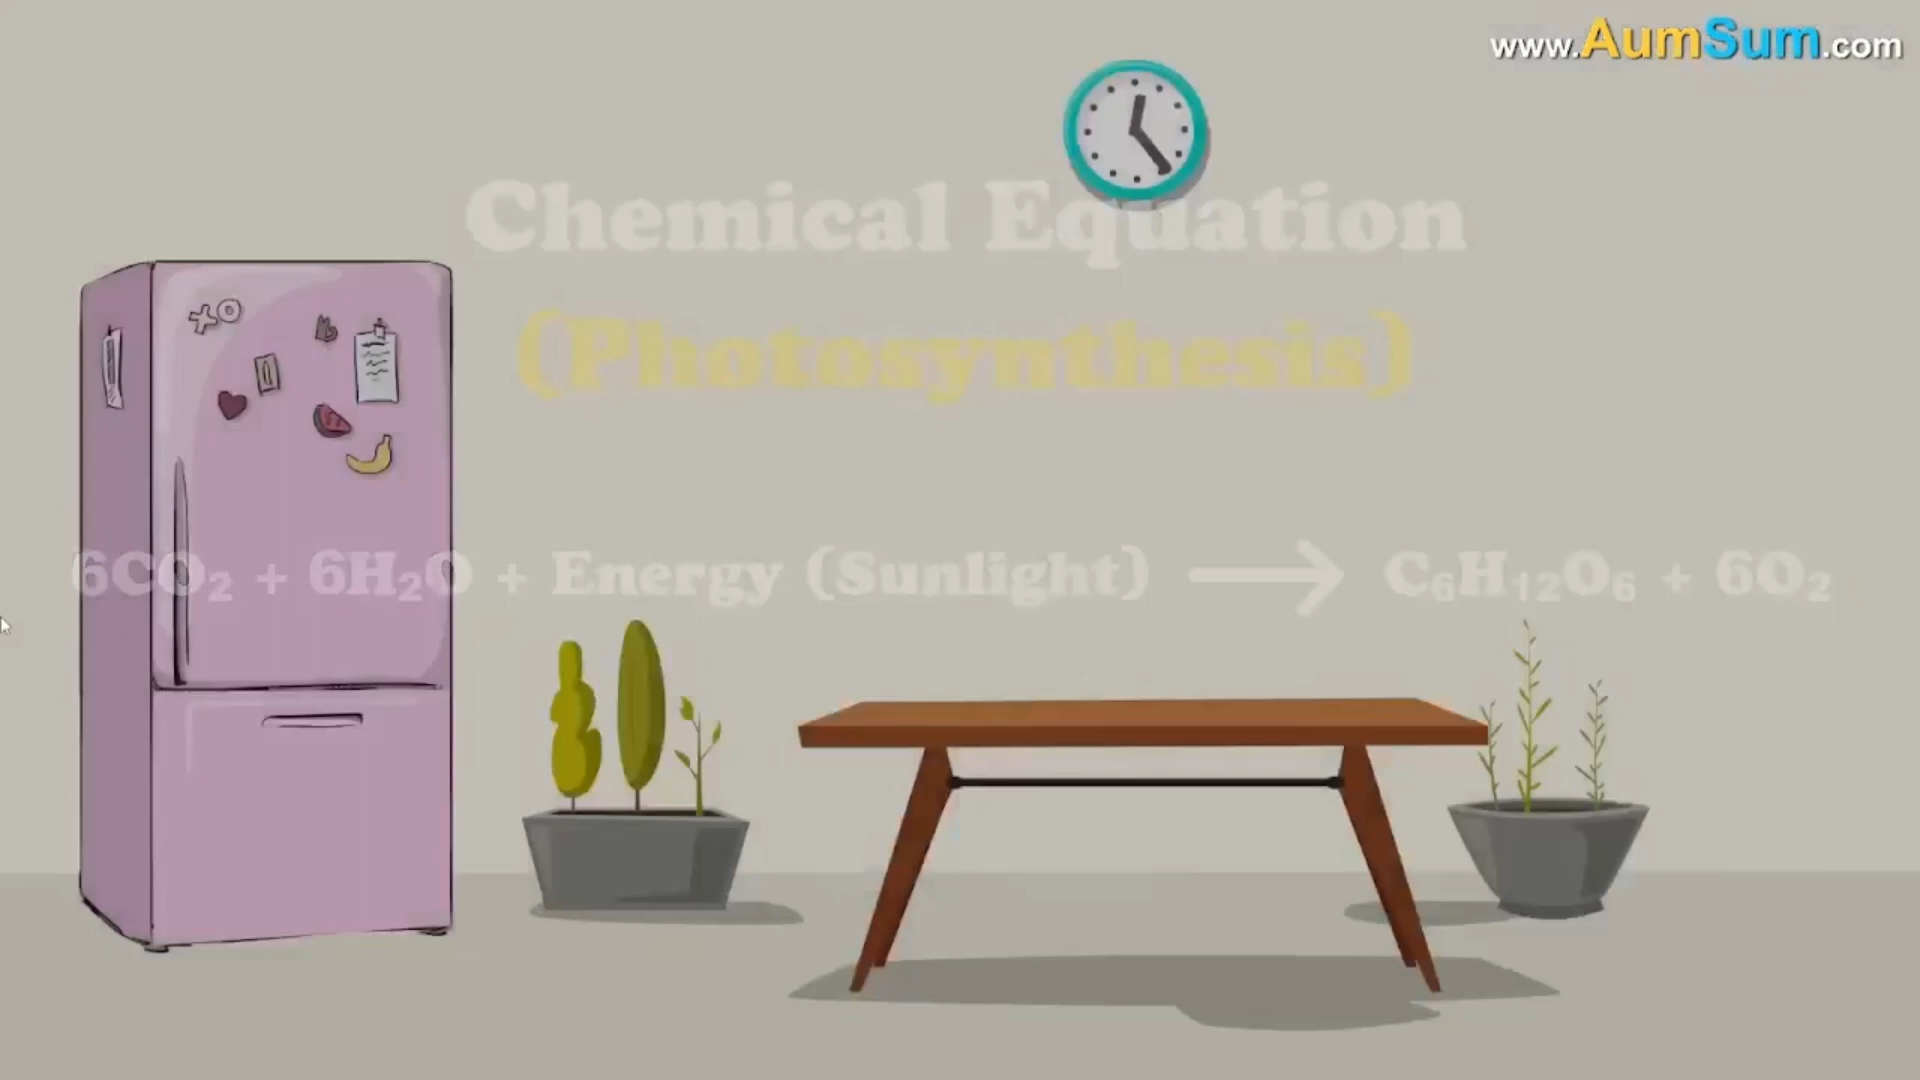 www.AumSum.com
Chemical Equation
(Photosynthesis)
6CO₂ + 6H₂O + Energy (Sunlight) → C₆H₁₂O₆ + 6O₂